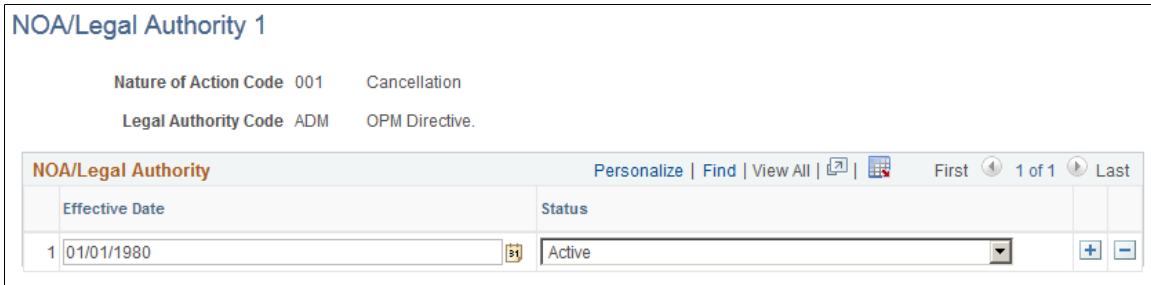 NOA/Legal Authority 1
Nature of Action Code 001 Cancellation
Legal Authority Code ADM OPM Directive.
NOA/Legal Authority Personalize | Find | View All | | First 1 of 1 Last
Effective Date Status
1 01/01/1980 31 Active